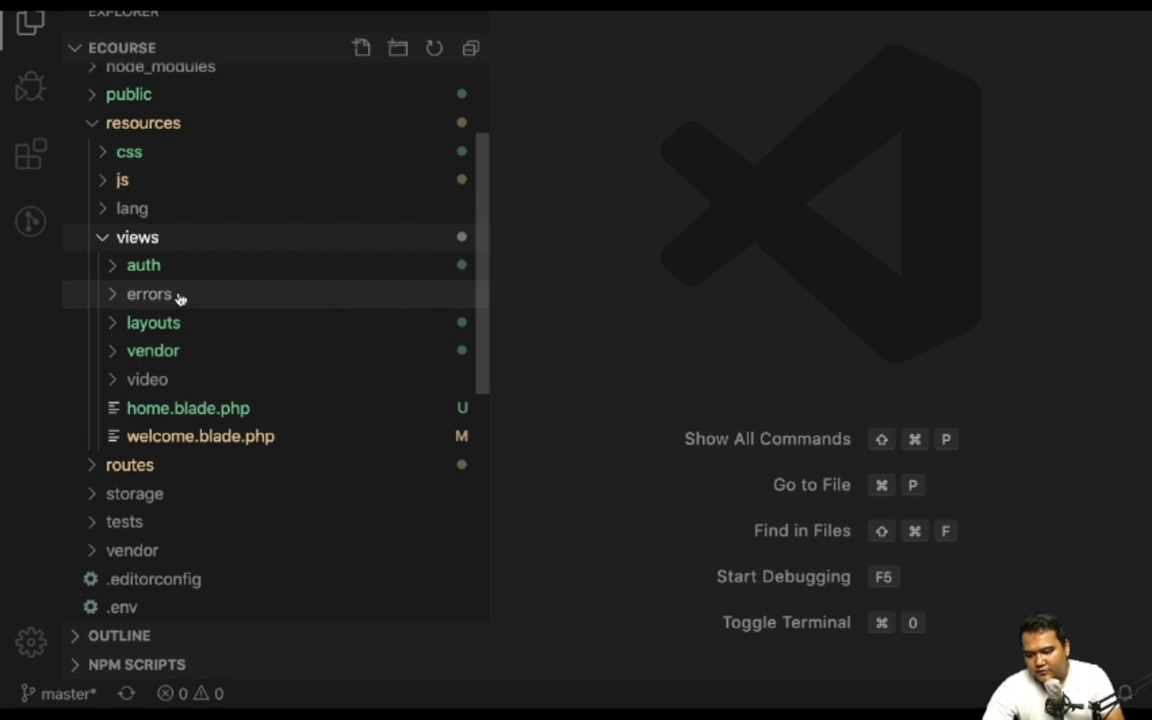 EXPLORER
ECOURSE
node_modules
public
resources
css
js
lang
views
auth
errors
layouts
vendor
video
home.blade.php U
welcome.blade.php M
routes
storage
tests
vendor
.editorconfig
.env
OUTLINE
NPM SCRIPTS
master* 0 0
Show All Commands ⇧ ⌘ P
Go to File ⌘ P
Find in Files ⇧ ⌘ F
Start Debugging F5
Toggle Terminal ⌘ 0